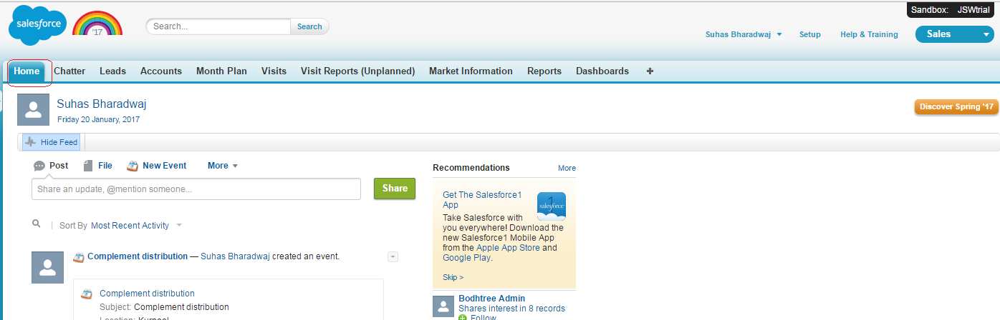 Sandbox: JSWtrial
salesforce
'17
Search...
Search
Suhas Bharadwaj
Setup
Help & Training
Sales
Home Chatter Leads Accounts Month Plan Visits Visit Reports (Unplanned) Market Information Reports Dashboards +
Suhas Bharadwaj
Friday 20 January, 2017
Discover Spring '17
Hide Feed
Post File New Event More
Share an update, @mention someone...
Share
Sort By Most Recent Activity
Complement distribution — Suhas Bharadwaj created an event.
Complement distribution
Subject: Complement distribution
Location: Kurnool
Recommendations More
Get The Salesforce1
App
1
salesforce
Take Salesforce with
you everywhere! Download the
new Salesforce1 Mobile App
from the Apple App Store and
Google Play.
Skip >
Bodhtree Admin
Shares interest in 8 records
Follow